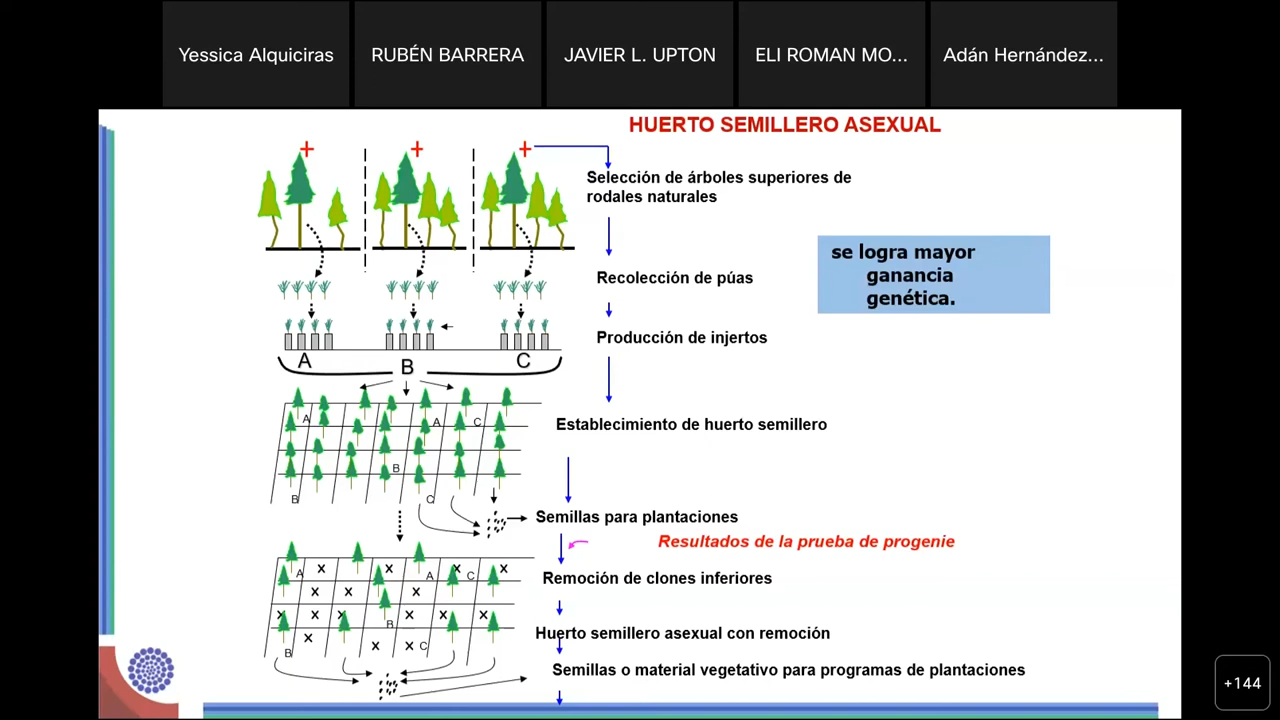 Yessica Alquiciras
RUBÉN BARRERA
JAVIER L. UPTON
ELI ROMAN MO...
Adán Hernández...
HUERTO SEMILLERO ASEXUAL
+ + +
Selección de árboles superiores de
rodales naturales
se logra mayor
ganancia
genética.
Recolección de púas
Producción de injertos
A B C
Establecimiento de huerto semillero
A A C
B
B C
Semillas para plantaciones
Resultados de la prueba de progenie
x x x x
A A C
Remoción de clones inferiores
x x x
x x x x x x
B
Huerto semillero asexual con remoción
x x x
B C
Semillas o material vegetativo para programas de plantaciones
+144